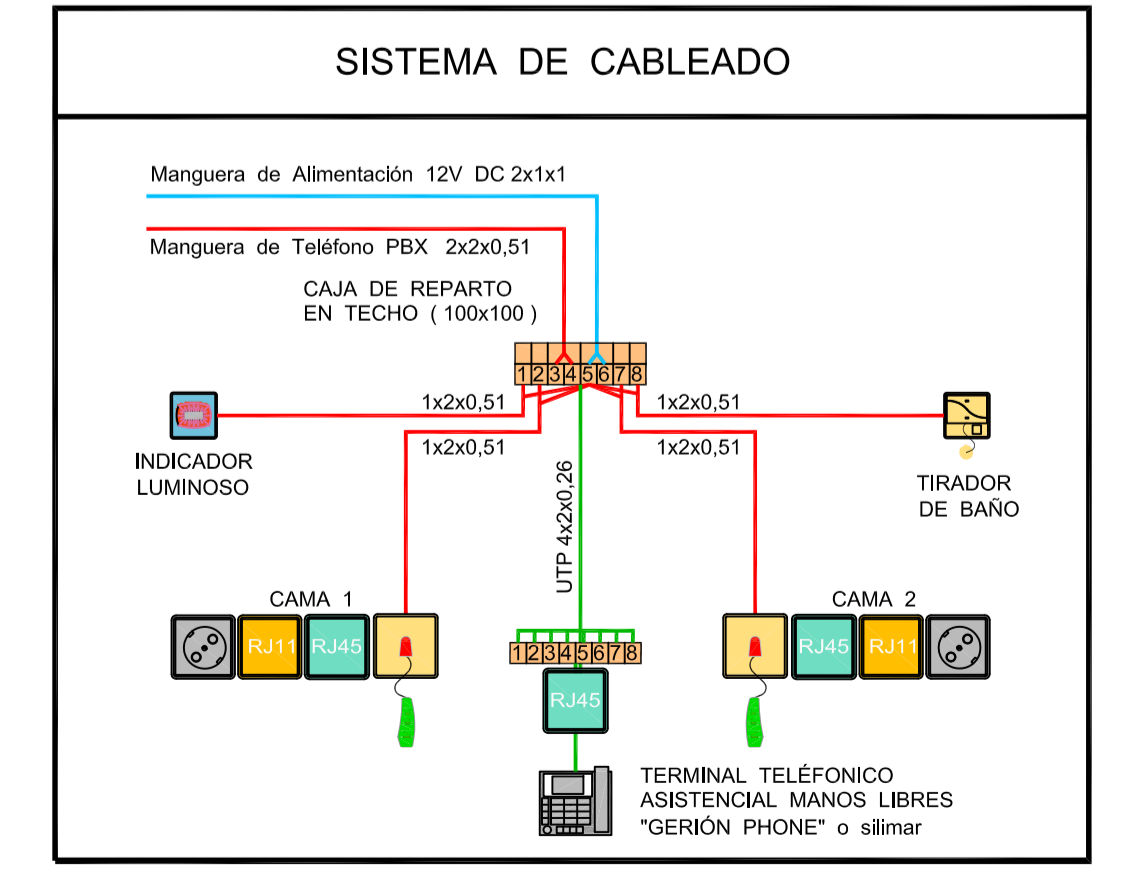 SISTEMA DE CABLEADO
Manguera de Alimentación 12V DC 2x1x1
Manguera de Teléfono PBX 2x2x0,51
CAJA DE REPARTO
EN TECHO ( 100x100 )
1 2 3 4 5 6 7 8
1x2x0,51
1x2x0,51
1x2x0,51
1x2x0,51
INDICADOR
LUMINOSO
TIRADOR
DE BAÑO
UTP 4x2x0,26
CAMA 1
RJ11
RJ45
CAMA 2
RJ45
RJ11
1 2 3 4 5 6 7 8
RJ45
TERMINAL TELÉFONICO
ASISTENCIAL MANOS LIBRES
"GERIÓN PHONE" o silimar